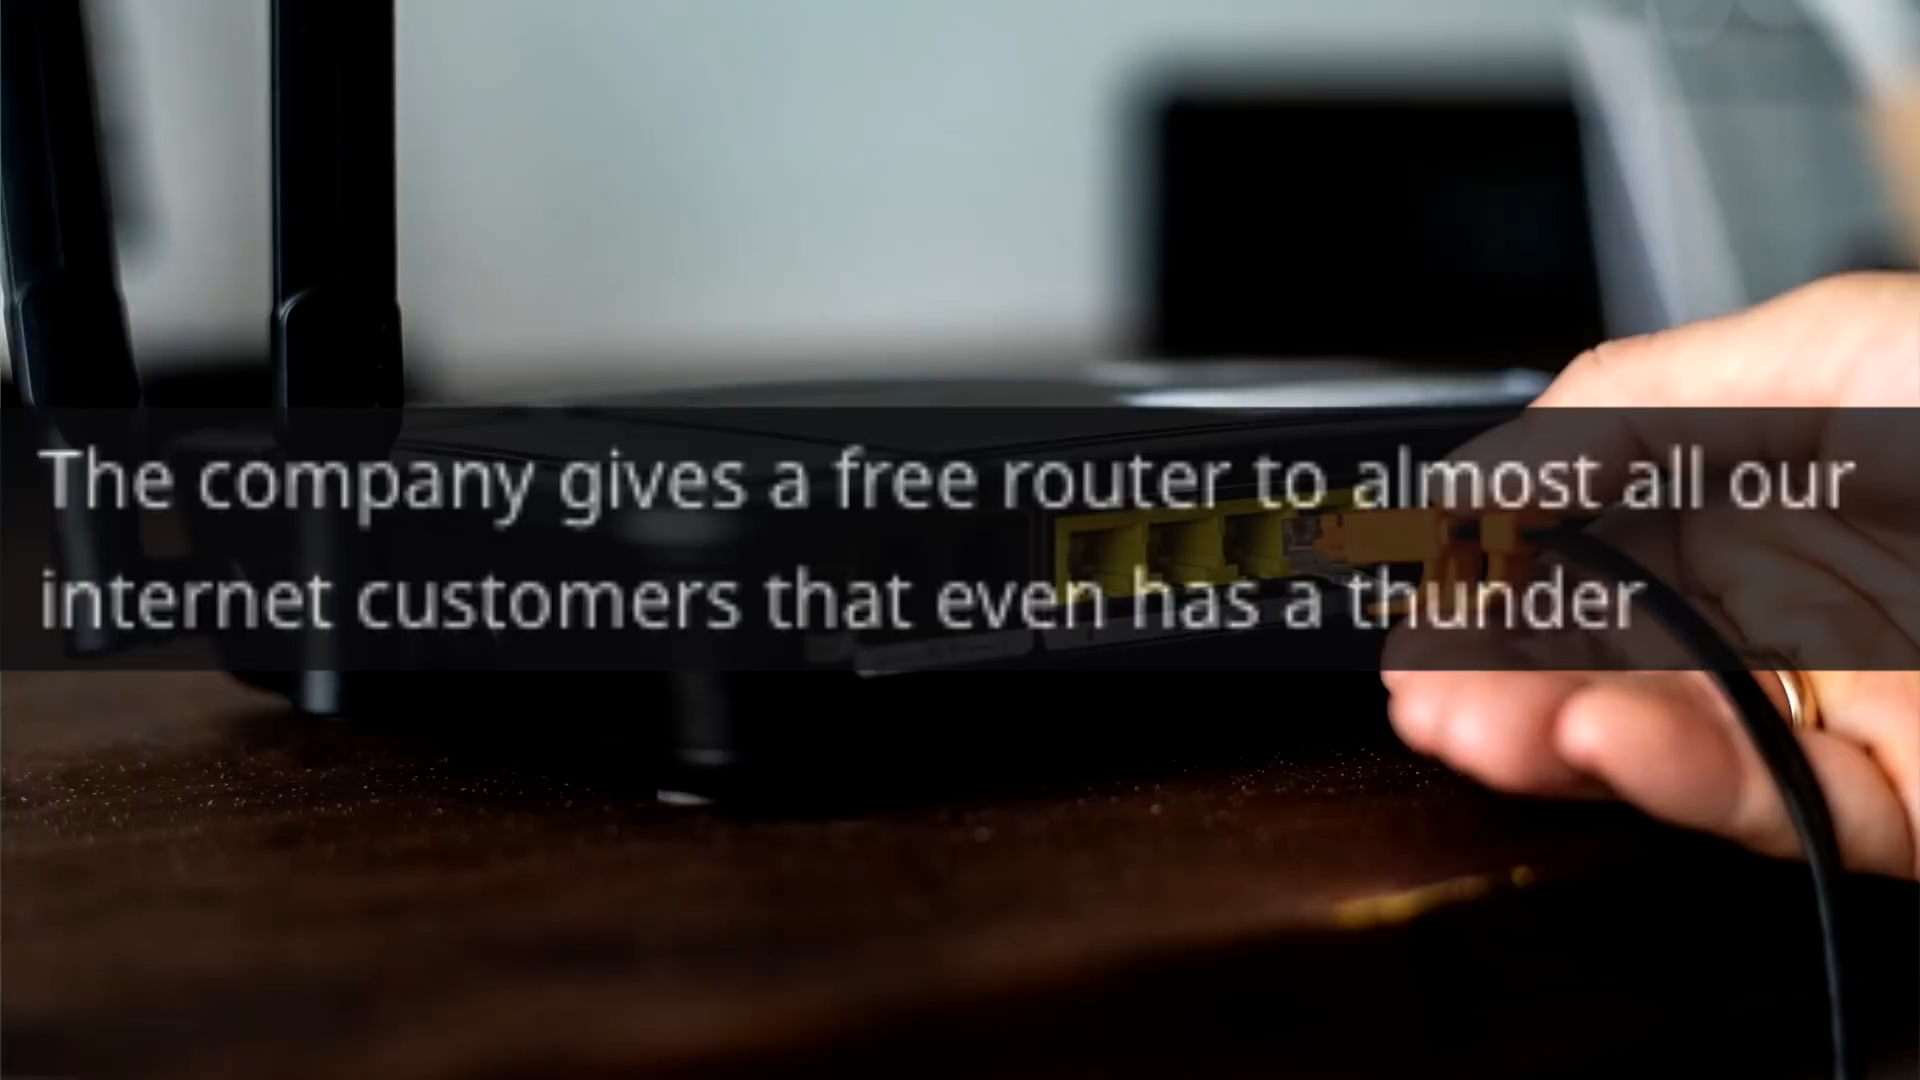 The company gives a free router to almost all our
internet customers that even has a thunder